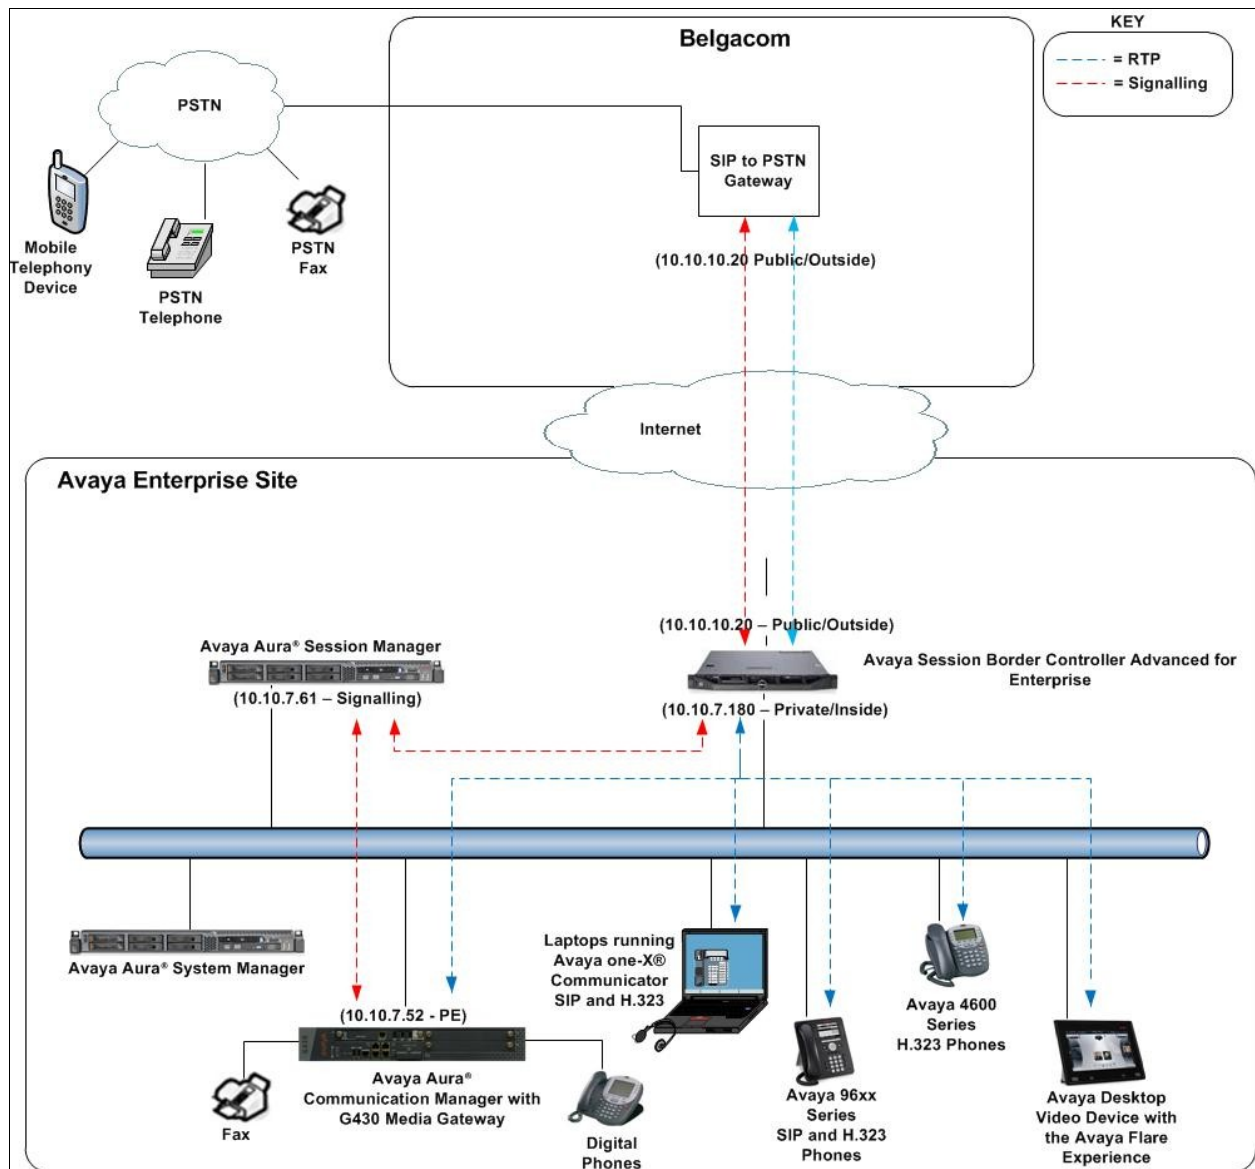 KEY
= RTP
= Signalling
Belgacom
PSTN
SIP to PSTN
Gateway
Mobile
Telephony
Device
PSTN
Telephone
PSTN
Fax
(10.10.10.20 Public/Outside)
Internet
Avaya Enterprise Site
(10.10.10.20 – Public/Outside)
Avaya Aura® Session Manager
(10.10.7.61 – Signalling)
Avaya Session Border Controller Advanced for
Enterprise
(10.10.7.180 – Private/Inside)
Avaya Aura® System Manager
Laptops running
Avaya one-X®
Communicator
SIP and H.323
(10.10.7.52 - PE)
Avaya Aura®
Communication Manager with
G430 Media Gateway
Fax
Digital
Phones
Avaya 96xx
Series
SIP and H.323
Phones
Avaya 4600
Series
H.323 Phones
Avaya Desktop
Video Device with
the Avaya Flare
Experience